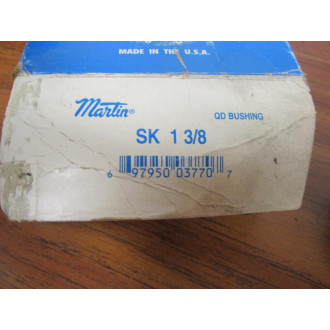 MADE IN THE U.S.A.
Martin®
QD BUSHING
SK 1 3/8
6 97950 03770 7